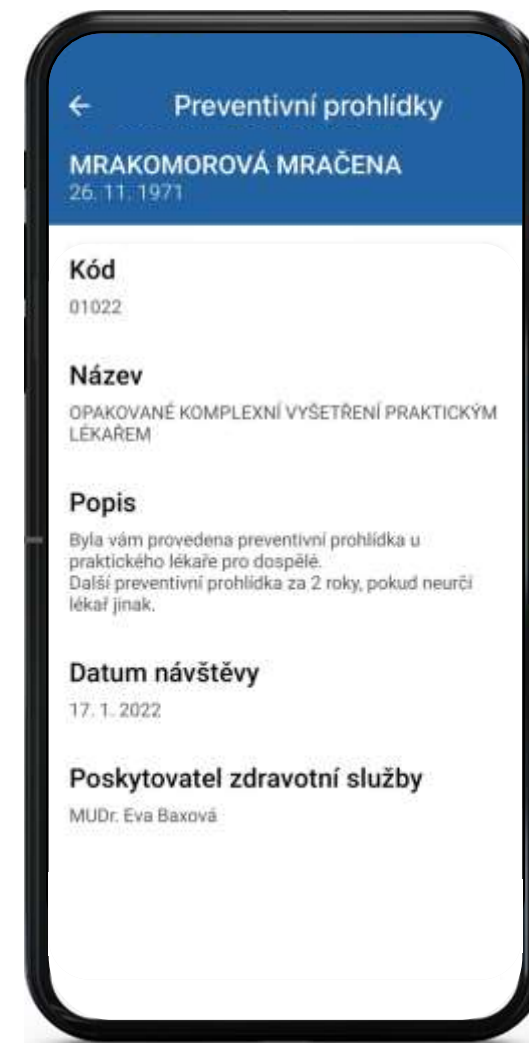 Preventivní prohlídky
MRAKOMOROVÁ MRAČENA
26. 11. 1971
Kód
01022
Název
OPAKOVANÉ KOMPLEXNÍ VYŠETŘENÍ PRAKTICKÝM
LÉKAŘEM
Popis
Byla vám provedena preventivní prohlídka u
praktického lékaře pro dospělé.
Další preventivní prohlídka za 2 roky, pokud neurčí
lékař jinak.
Datum návštěvy
17. 1. 2022
Poskytovatel zdravotní služby
MUDr. Eva Baxová